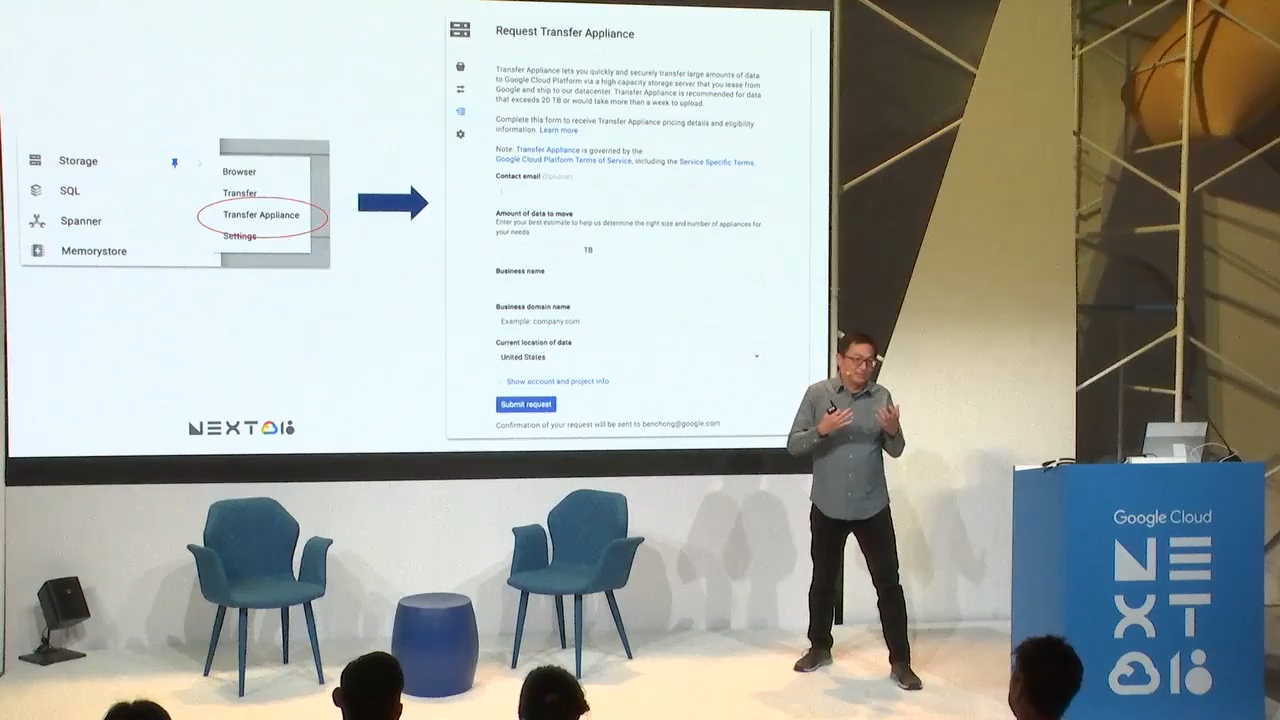 Storage
SQL
Spanner
Memorystore
Browser
Transfer
Transfer Appliance
Settings
NEXT 18
Request Transfer Appliance
Transfer Appliance lets you quickly and securely transfer large amounts of data
to Google Cloud Platform via a high capacity storage server that you lease from
Google and ship to our datacenter. Transfer Appliance is recommended for data
that exceeds 20 TB or would take more than a week to upload.
Complete this form to receive Transfer Appliance pricing details and eligibility
information. Learn more
Note. Transfer Appliance is governed by the
Google Cloud Platform Terms of Service, including the Service Specific Terms.
Contact email (Optional)
Amount of data to move
Enter your best estimate to help us determine the right size and number of appliances for
your needs
TB
Business name
Business domain name
Example: company.com
Current location of data
United States
Show account and project info
Submit request
Confirmation of your request will be sent to benchong@google.com
Google Cloud
NE
XT
18